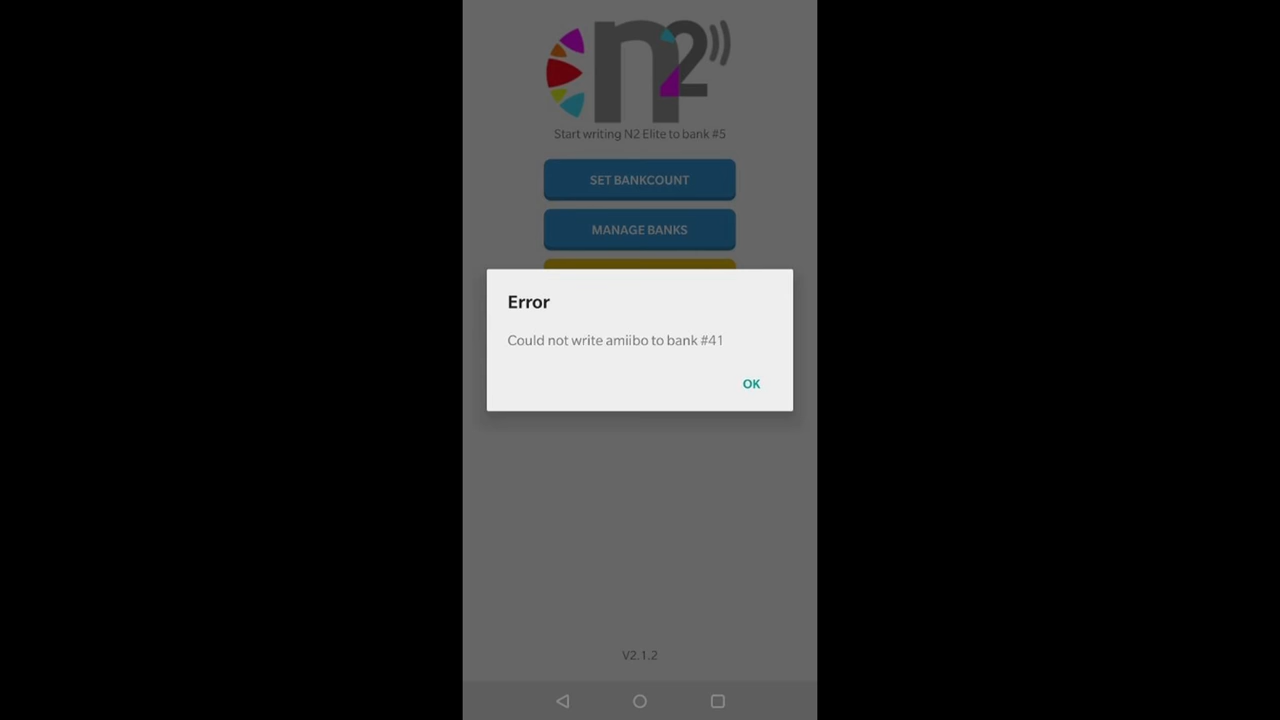 n2
Start writing N2 Elite to bank #5
SET BANKCOUNT
MANAGE BANKS
Error
Could not write amiibo to bank #41
OK
V2.1.2